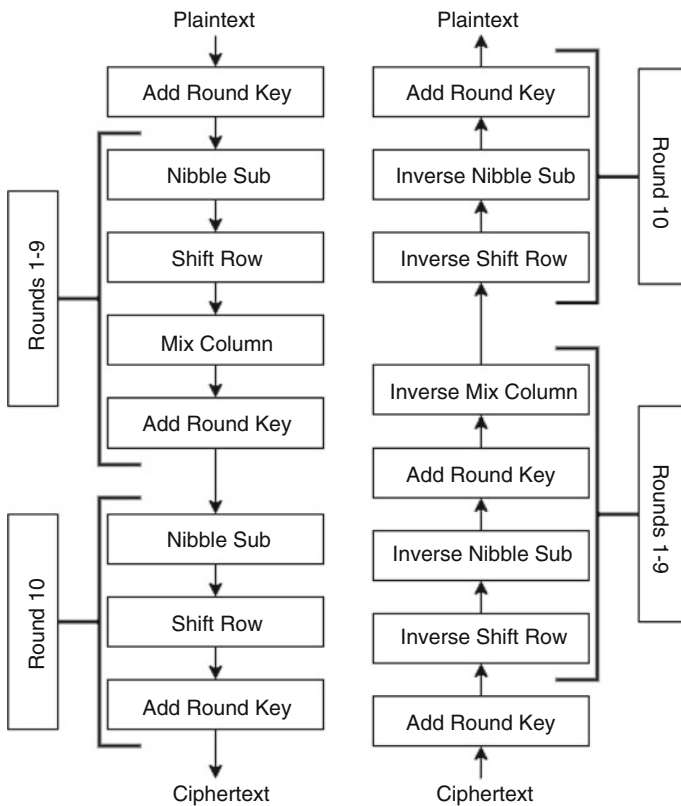 Plaintext
Add Round Key
Nibble Sub
Shift Row
Mix Column
Add Round Key
Rounds 1-9
Nibble Sub
Shift Row
Add Round Key
Round 10
Ciphertext
Plaintext
Add Round Key
Inverse Nibble Sub
Inverse Shift Row
Round 10
Inverse Mix Column
Add Round Key
Inverse Nibble Sub
Inverse Shift Row
Rounds 1-9
Add Round Key
Ciphertext